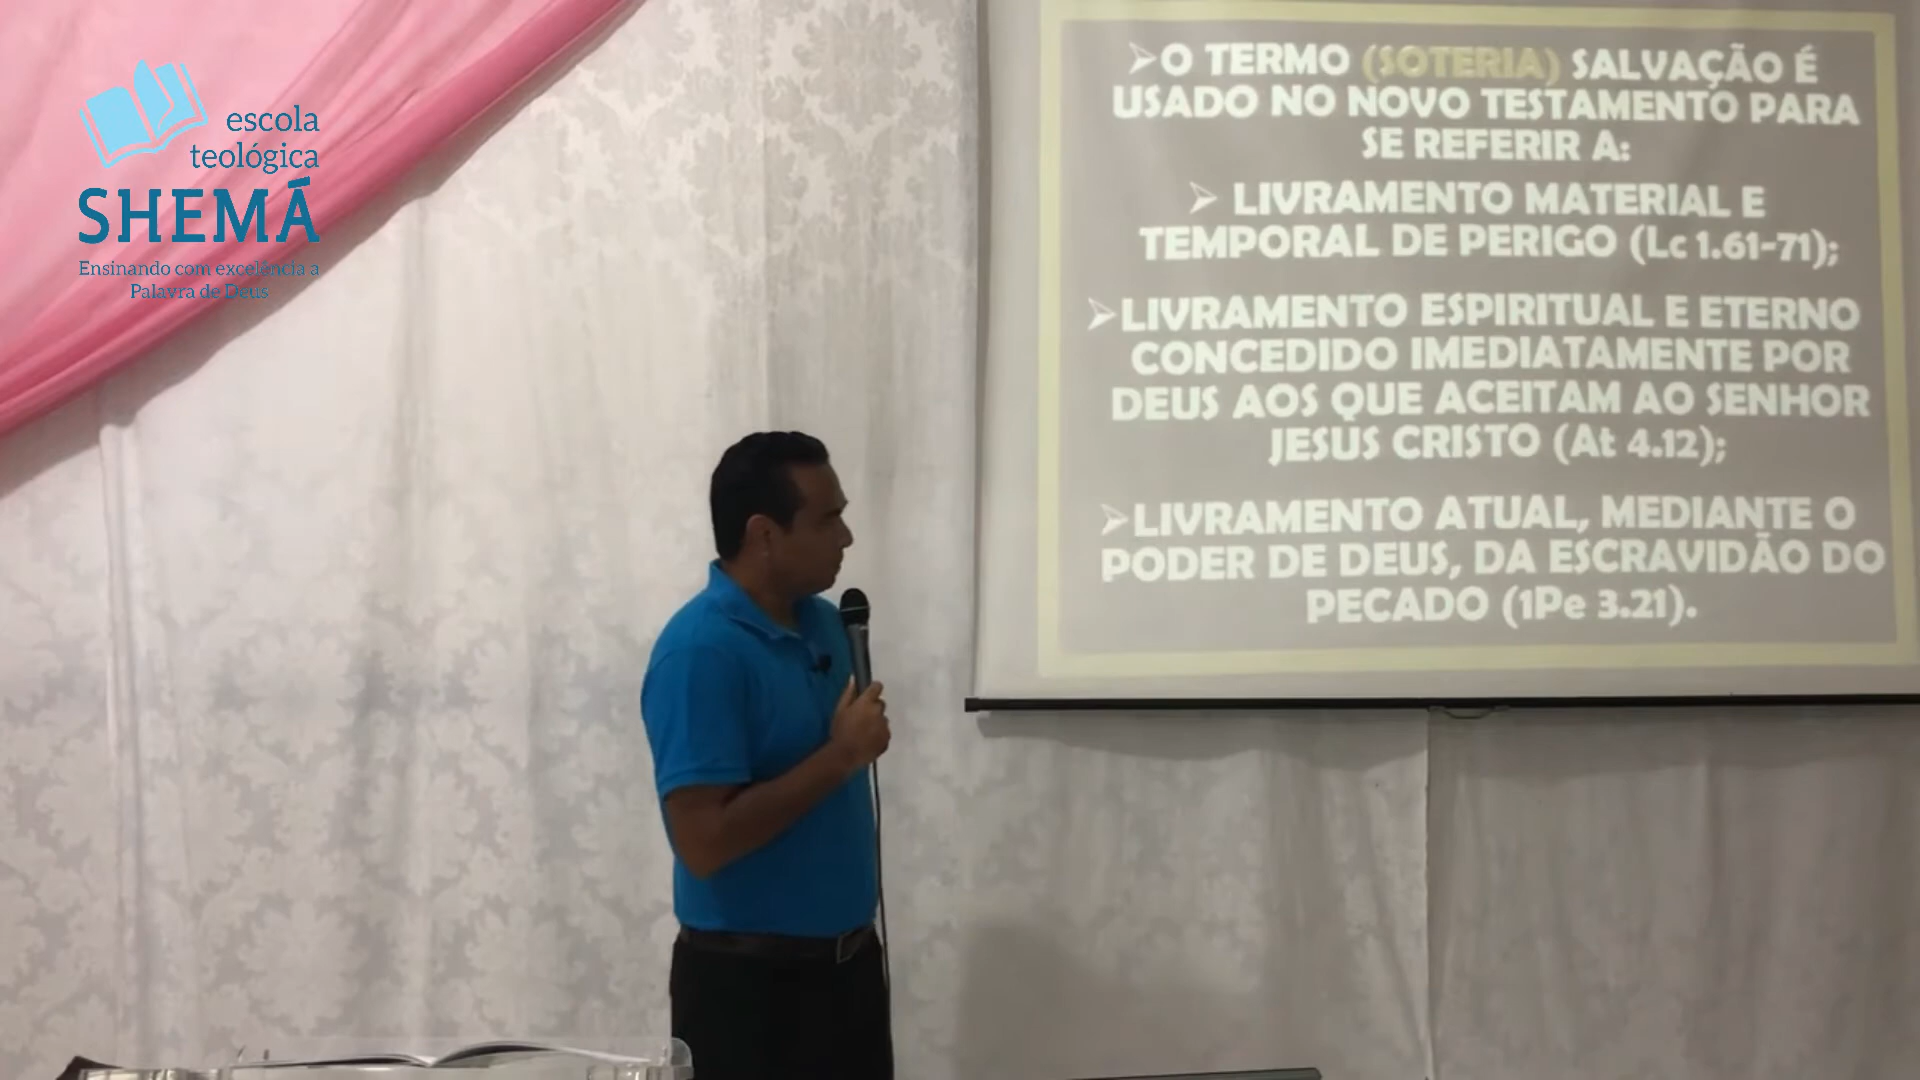 escola
teológica
SHEMÁ
Ensinando com excelência a
Palavra de Deus
➢O TERMO (SOTERIA) SALVAÇÃO É
USADO NO NOVO TESTAMENTO PARA
SE REFERIR A:
➢ LIVRAMENTO MATERIAL E
TEMPORAL DE PERIGO (Lc 1.61-71);
➢LIVRAMENTO ESPIRITUAL E ETERNO
CONCEDIDO IMEDIATAMENTE POR
DEUS AOS QUE ACEITAM AO SENHOR
JESUS CRISTO (At 4.12);
➢LIVRAMENTO ATUAL, MEDIANTE O
PODER DE DEUS, DA ESCRAVIDÃO DO
PECADO (1Pe 3.21).